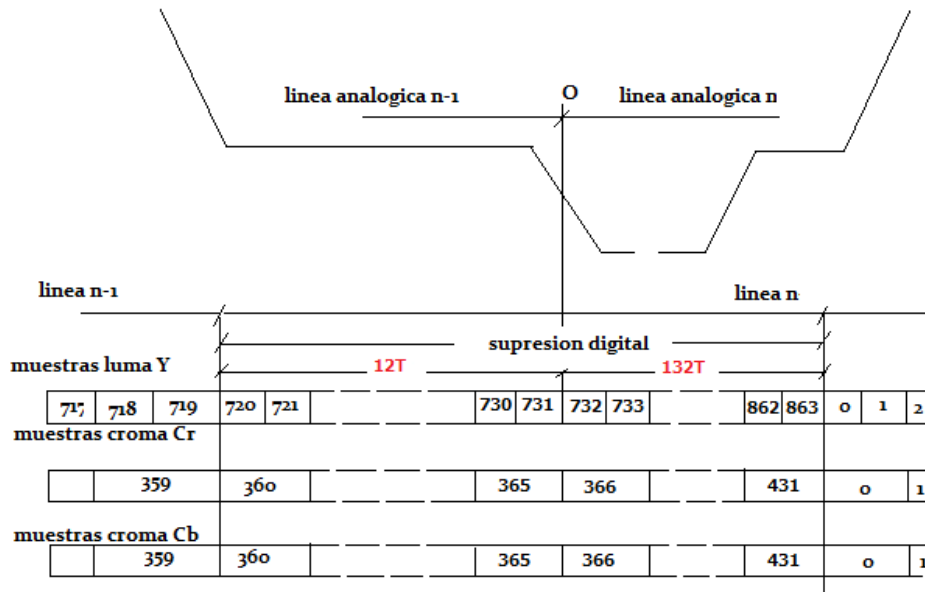 linea analogica n-1 O linea analogica n
linea n-1 linea n
supresion digital
muestras luma Y 12T 132T
717 718 719 720 721 730 731 732 733 862 863 0 1 2
muestras croma Cr
359 360 365 366 431 0 1
muestras croma Cb
359 360 365 366 431 0 1